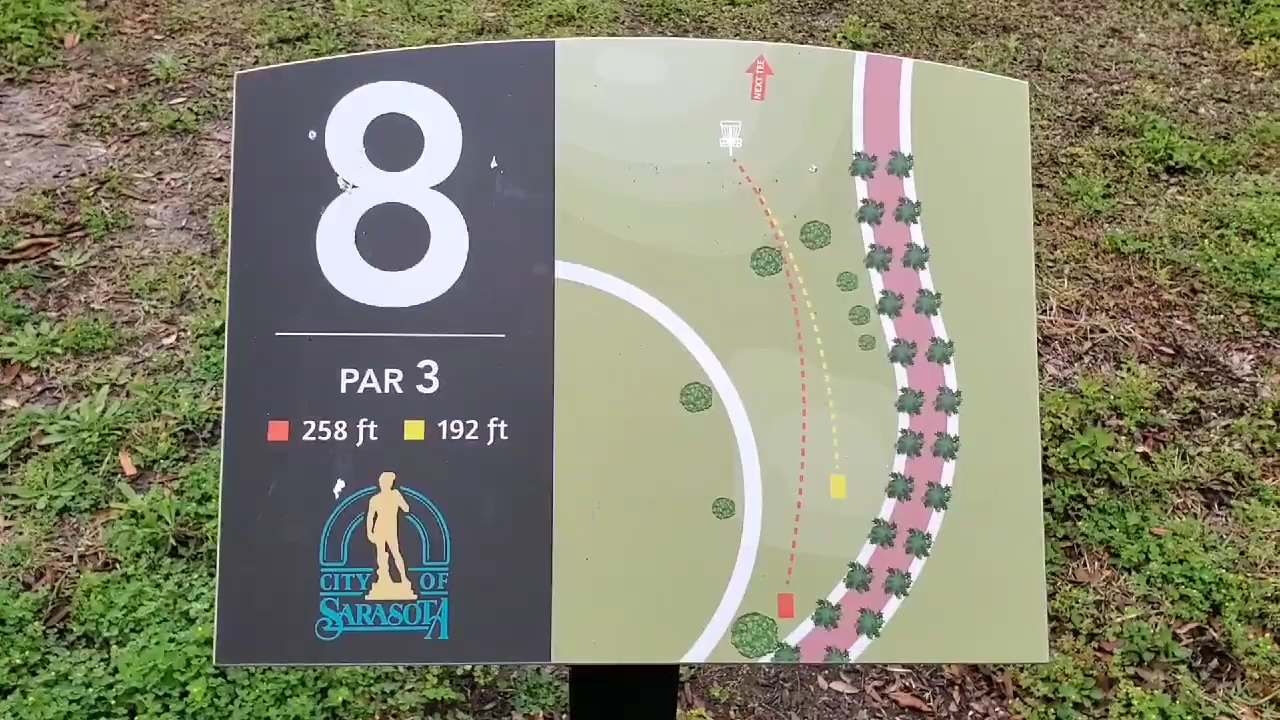 8
PAR 3
258 ft 192 ft
CITY OF
SARASOTA
NEXT TEE